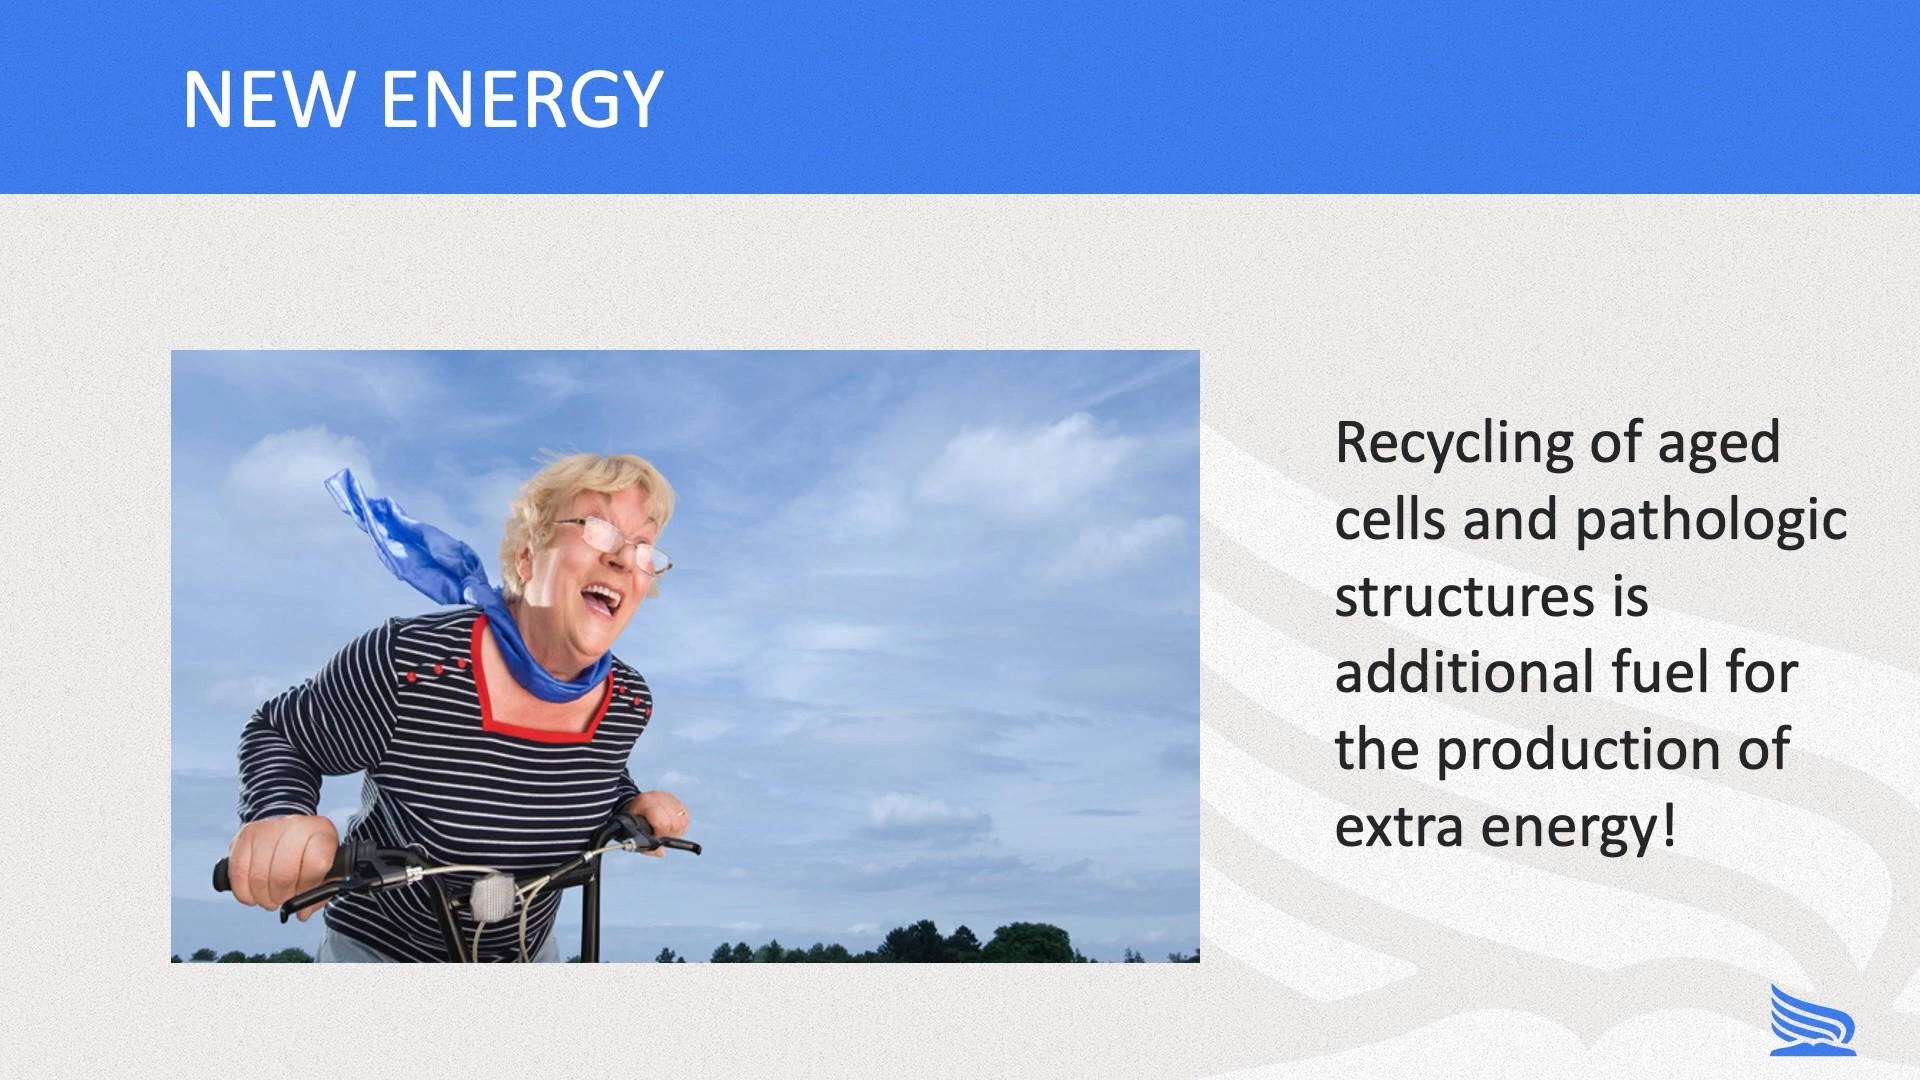 NEW ENERGY
Recycling of aged
cells and pathologic
structures is
additional fuel for
the production of
extra energy!